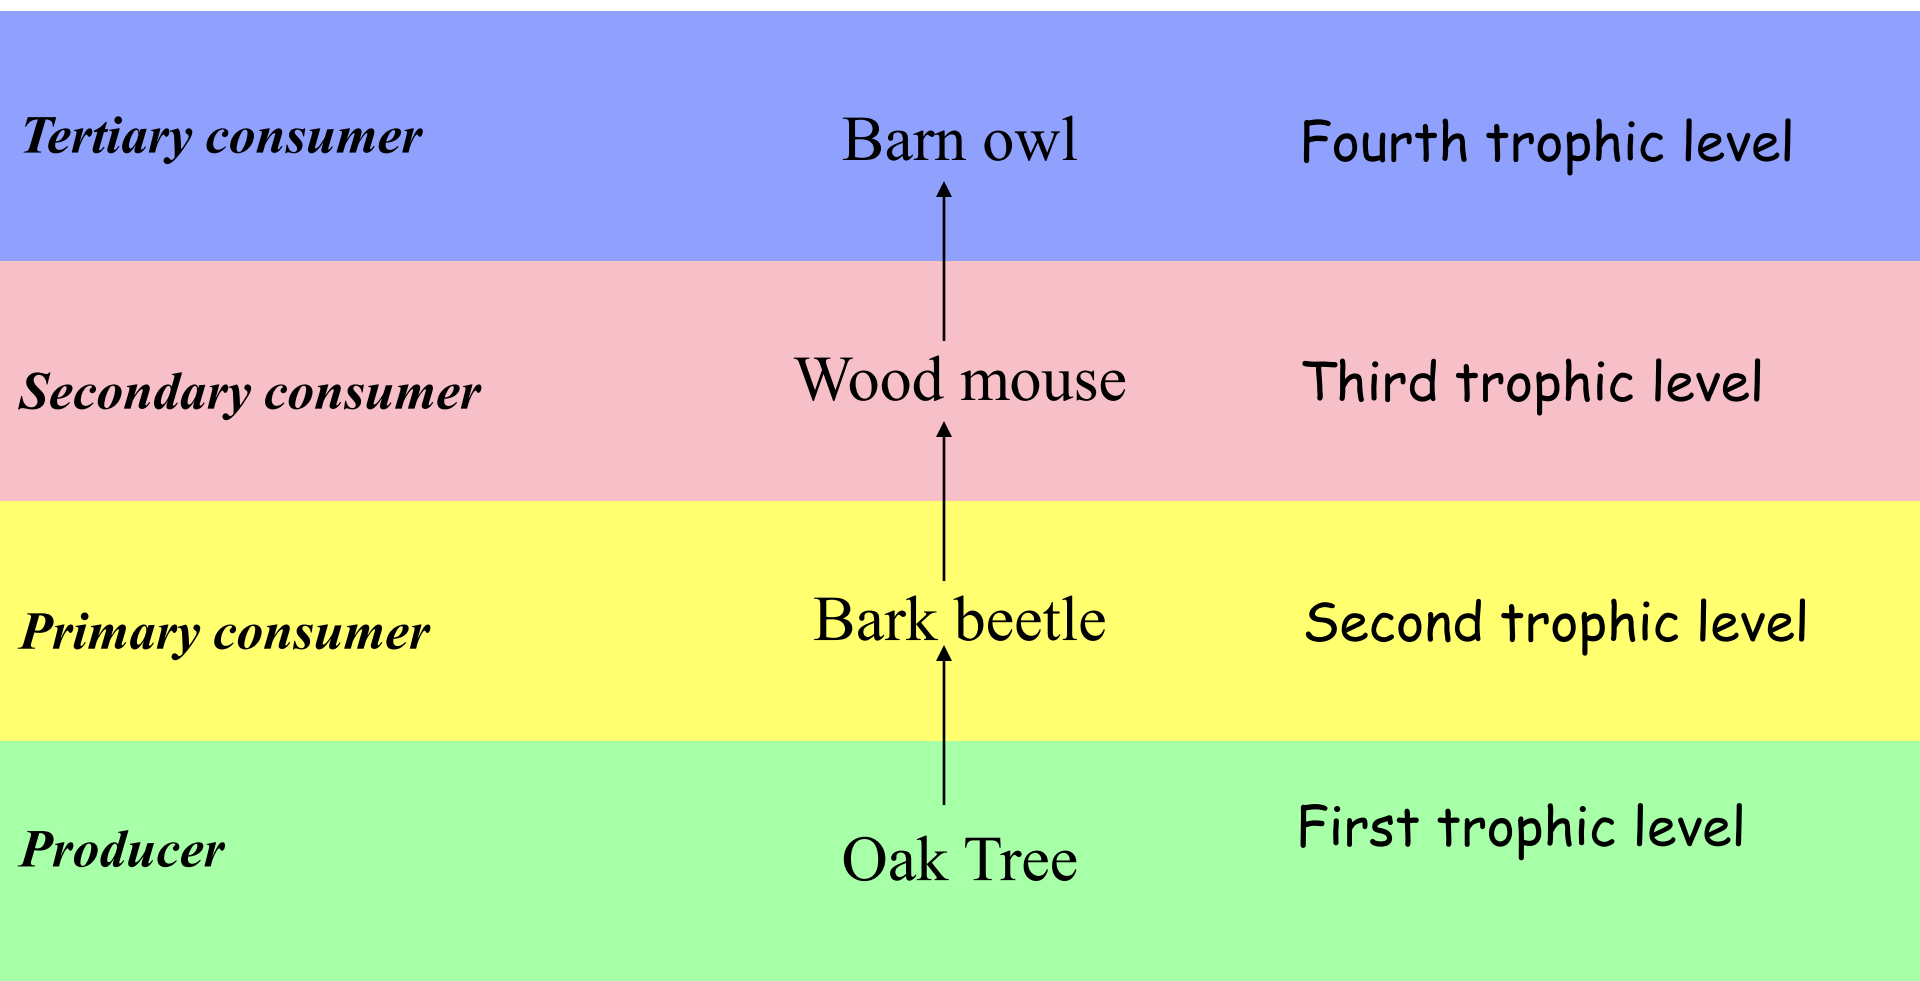 Tertiary consumer
Barn owl
Fourth trophic level
Secondary consumer
Wood mouse
Third trophic level
Primary consumer
Bark beetle
Second trophic level
Producer
Oak Tree
First trophic level